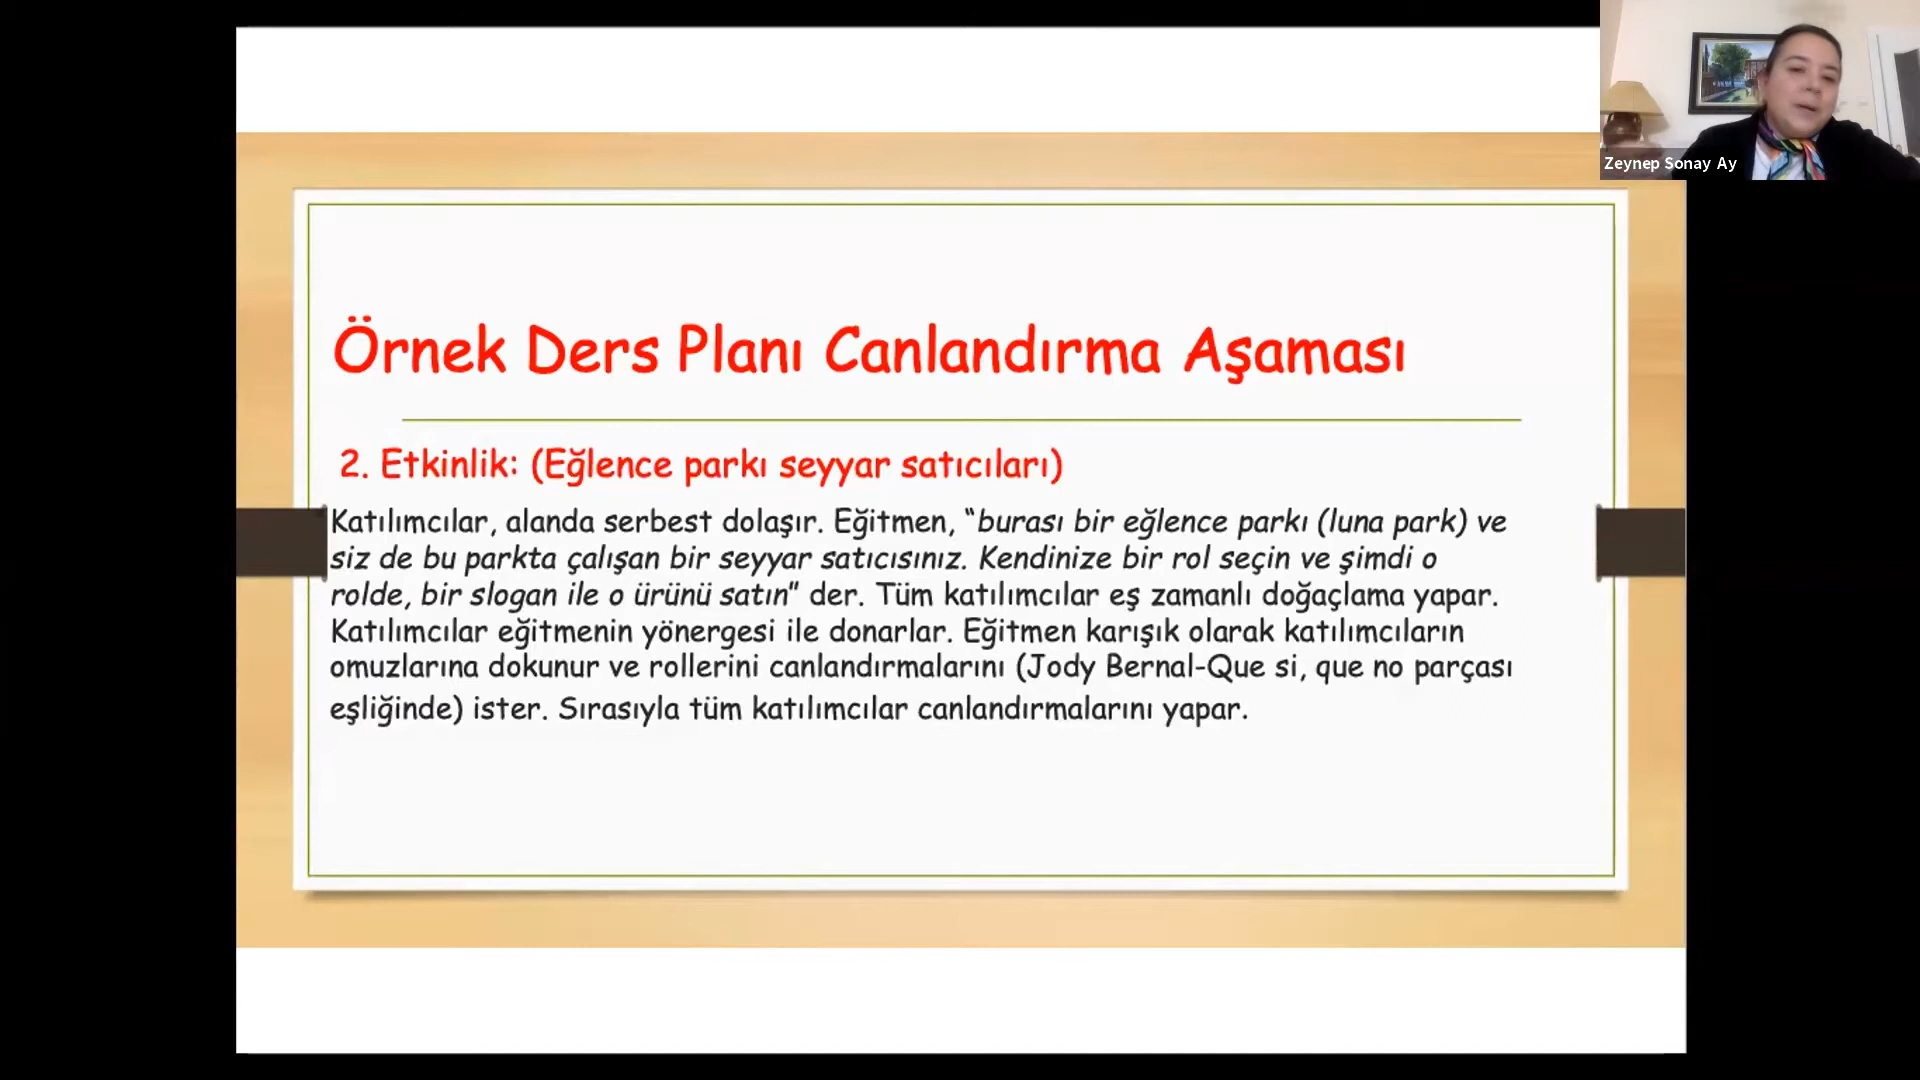 Zeynep Sonay Ay
Örnek Ders Planı Canlandırma Aşaması
2. Etkinlik: (Eğlence parkı seyyar satıcıları)
Katılımcılar, alanda serbest dolaşır. Eğitmen, “burası bir eğlence parkı (luna park) ve
siz de bu parkta çalışan bir seyyar satıcısınız. Kendinize bir rol seçin ve şimdi o
rolde, bir slogan ile o ürünü satın” der. Tüm katılımcılar eş zamanlı doğaçlama yapar.
Katılımcılar eğitmenin yönergesi ile donarlar. Eğitmen karışık olarak katılımcıların
omuzlarına dokunur ve rollerini canlandırmalarını (Jody Bernal-Que si, que no parçası
eşliğinde) ister. Sırasıyla tüm katılımcılar canlandırmalarını yapar.